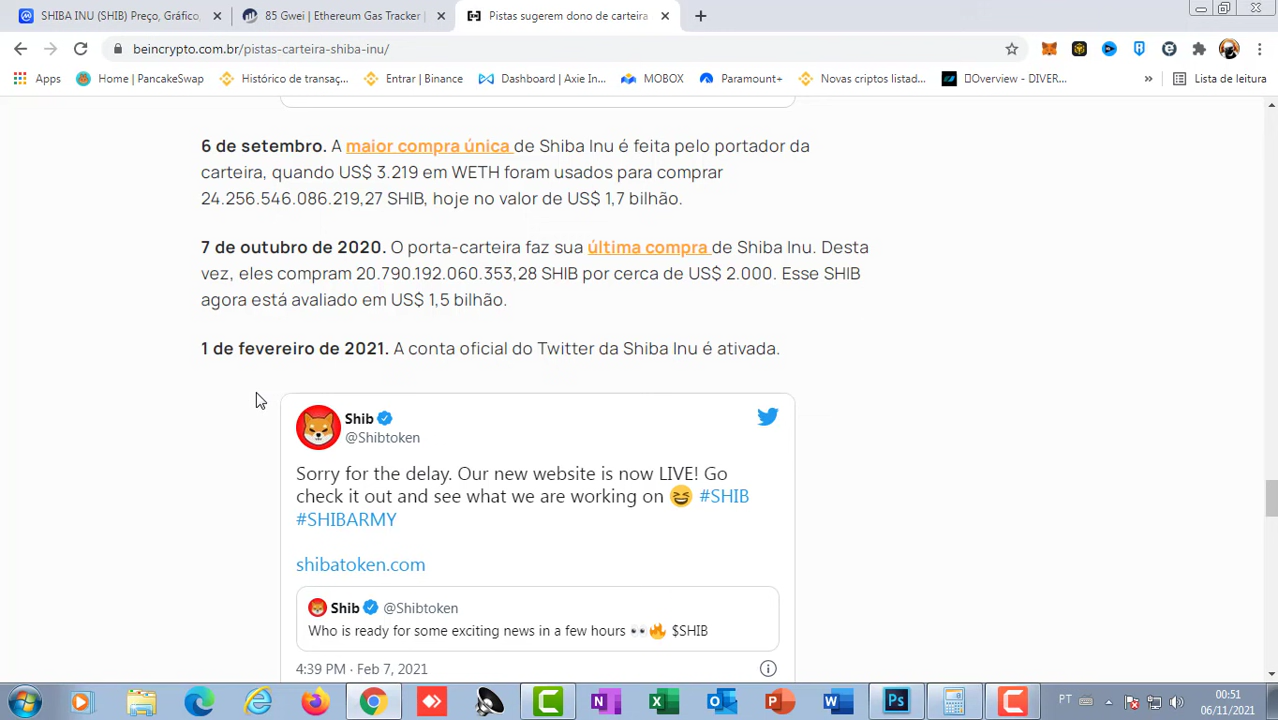 SHIBA INU (SHIB) Preço, Gráfico,
85 Gwei | Ethereum Gas Tracker |
Pistas sugerem dono de carteira
beincrypto.com.br/pistas-carteira-shiba-inu/
Apps
Home | PancakeSwap
Histórico de transaç...
Entrar | Binance
Dashboard | Axie In...
MOBOX
Paramount+
Novas criptos listad...
Overview - DIVER...
»
Lista de leitura
6 de setembro. A maior compra única de Shiba Inu é feita pelo portador da
carteira, quando US$ 3.219 em WETH foram usados para comprar
24.256.546.086.219,27 SHIB, hoje no valor de US$ 1,7 bilhão.
7 de outubro de 2020. O porta-carteira faz sua última compra de Shiba Inu. Desta
vez, eles compram 20.790.192.060.353,28 SHIB por cerca de US$ 2.000. Esse SHIB
agora está avaliado em US$ 1,5 bilhão.
1 de fevereiro de 2021. A conta oficial do Twitter da Shiba Inu é ativada.
Shib
@Shibtoken
Sorry for the delay. Our new website is now LIVE! Go
check it out and see what we are working on 😆 #SHIB
#SHIBARMY
shibatoken.com
Shib @Shibtoken
Who is ready for some exciting news in a few hours 👀🔥 $SHIB
4:39 PM · Feb 7, 2021
PT
00:51
06/11/2021